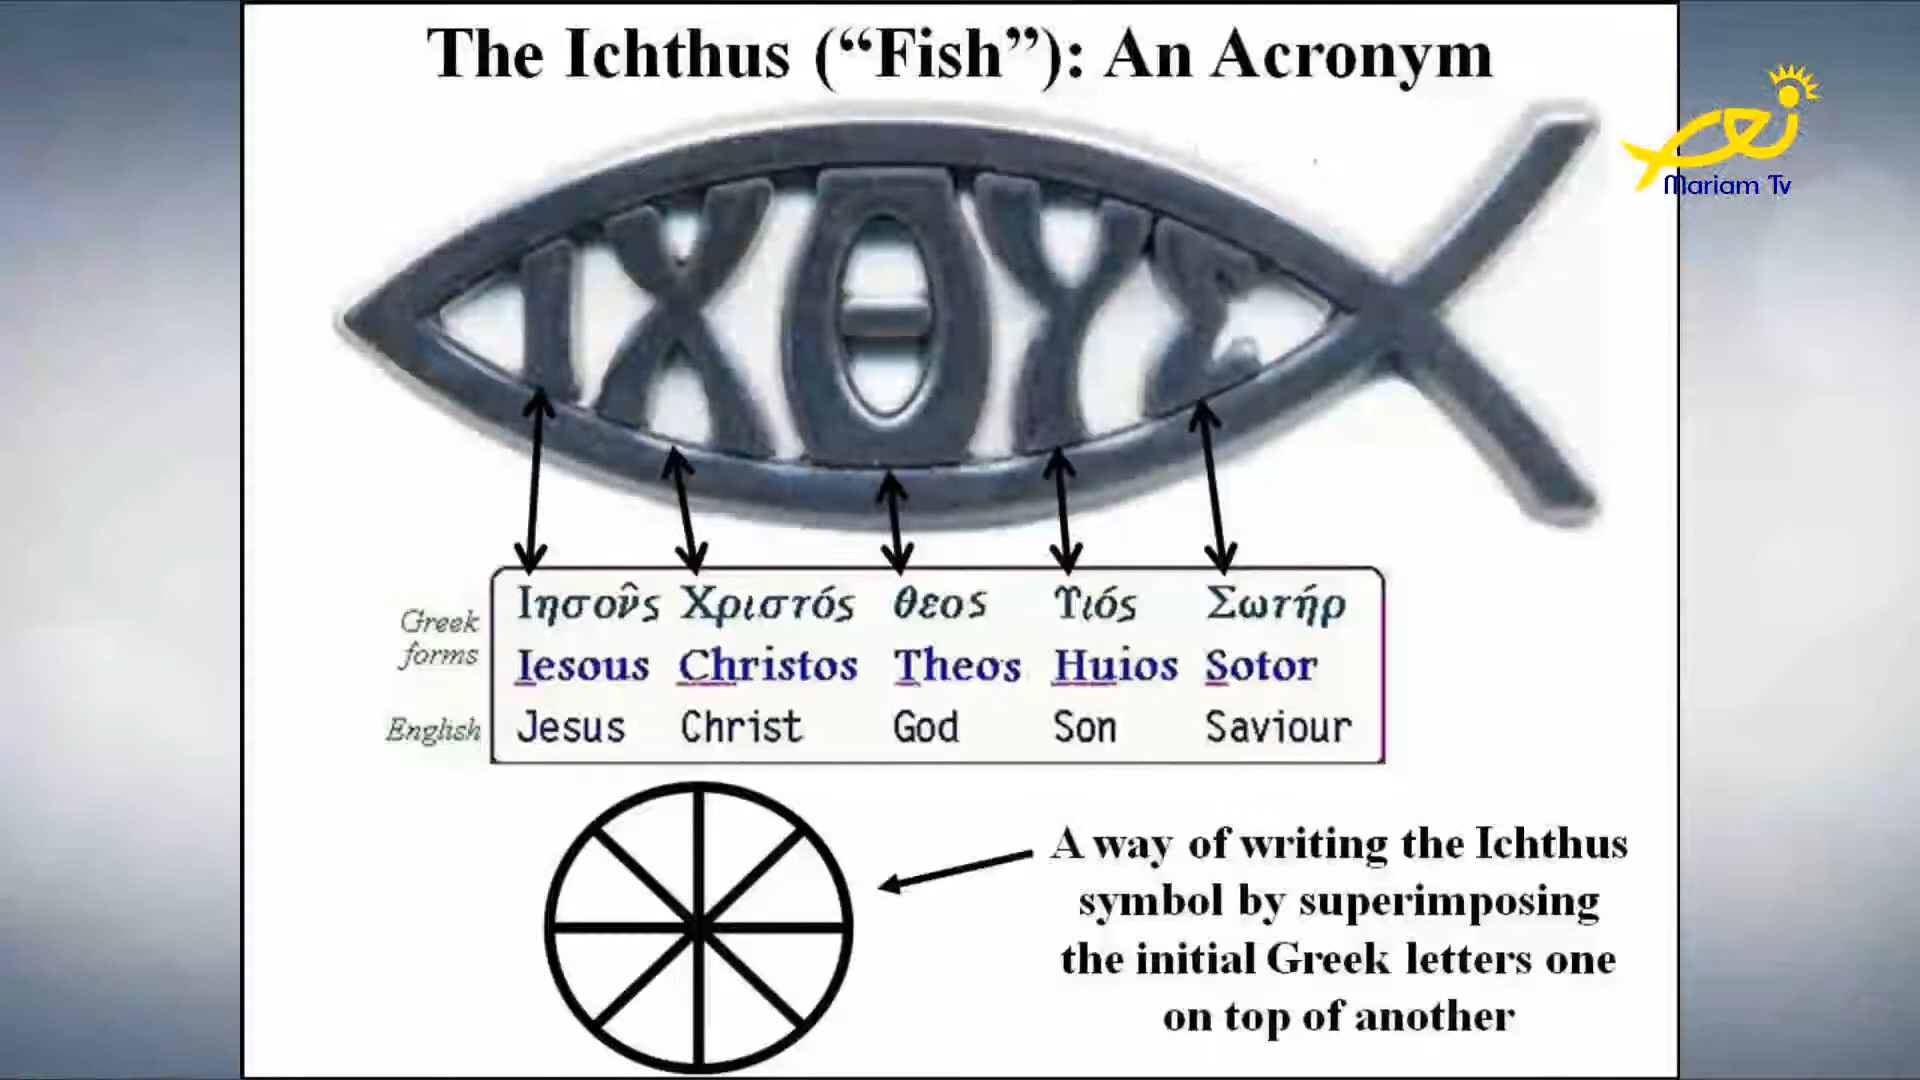 The Ichthus (“Fish”): An Acronym
Mariam Tv
ΙΧΘΥΣ
Greek forms
Ἰησοῦς Χριστός θεος Υιός Σωτήρ
Iesous Christos Theos Huios Sotor
English Jesus Christ God Son Saviour
A way of writing the Ichthus
symbol by superimposing
the initial Greek letters one
on top of another